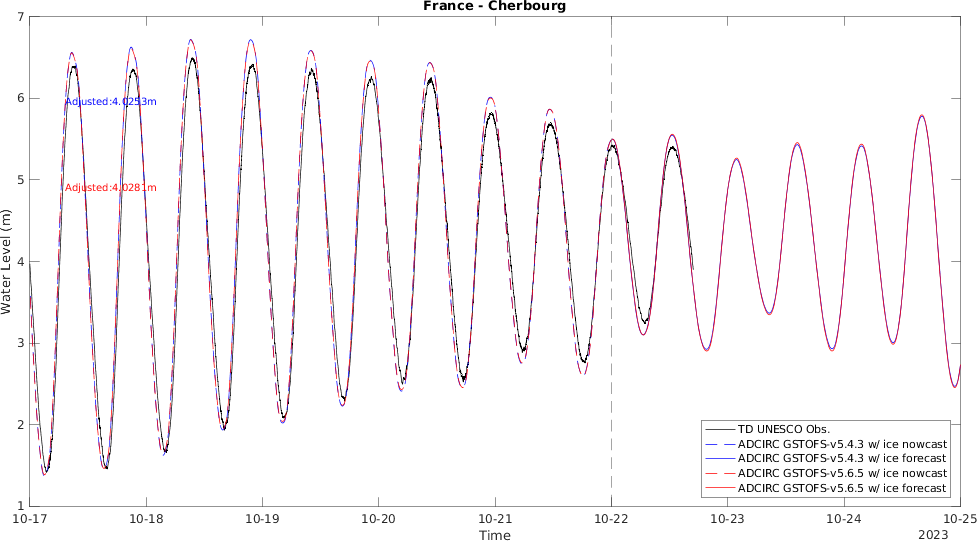 France - Cherbourg
7
6
5
4
3
2
1
Water Level (m)
Adjusted:4.0253m
Adjusted:4.0281m
TD UNESCO Obs.
ADCIRC GSTOFS-v5.4.3 w/ ice nowcast
ADCIRC GSTOFS-v5.4.3 w/ ice forecast
ADCIRC GSTOFS-v5.6.5 w/ ice nowcast
ADCIRC GSTOFS-v5.6.5 w/ ice forecast
10-17 10-18 10-19 10-20 10-21 10-22 10-23 10-24 10-25
Time
2023